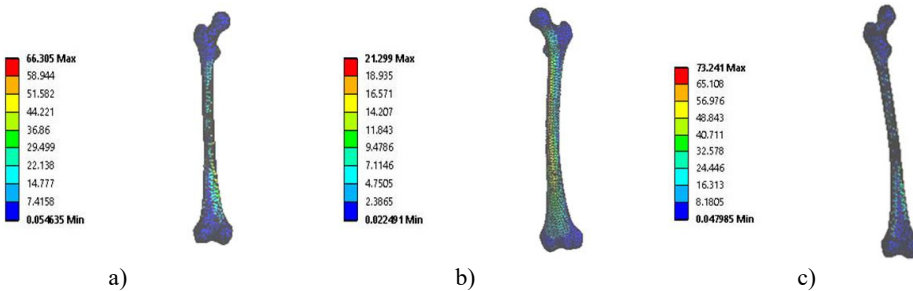 66.305 Max
58.944
51.582
44.221
36.86
29.499
22.138
14.777
7.4158
0.054635 Min
21.299 Max
18.935
16.571
14.207
11.843
9.4786
7.1146
4.7505
2.3865
0.022491 Min
73.241 Max
65.108
56.976
48.843
40.711
32.578
24.446
16.313
8.1805
0.047985 Min
a)
b)
c)